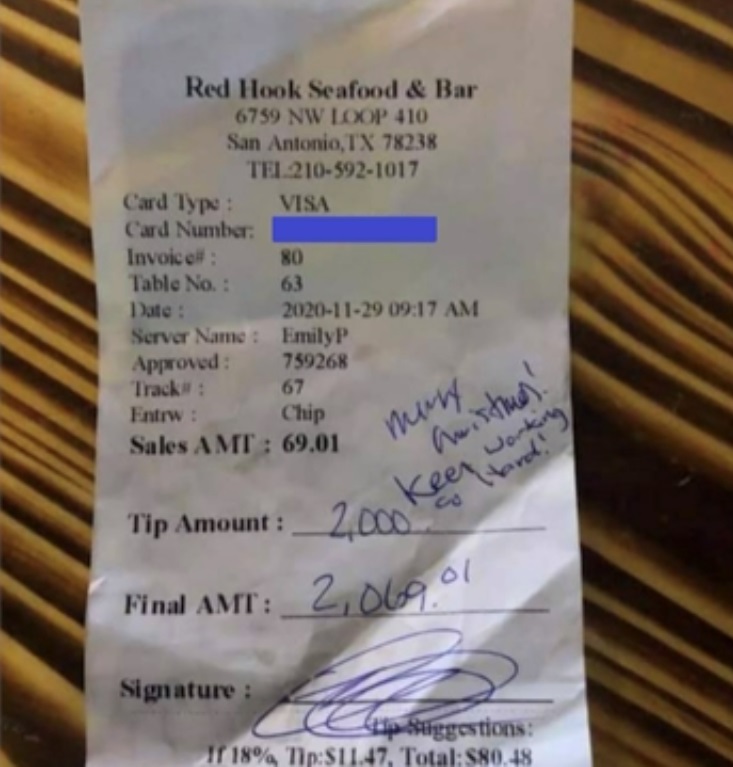 Red Hook Seafood & Bar
6759 NW LOOP 410
San Antonio,TX 78238
TEL:210-592-1017
Card Type : VISA
Card Number:
Invoice# : 80
Table No. : 63
Date : 2020-11-29 09:17 AM
Server Name : EmilyP
Approved : 759268
Track# : 67
Entrw : Chip
Sales AMT : 69.01
Merry
Christmas!
Keep working
so hard!
Tip Amount : 2,000.
Final AMT : 2,069.01
Signature :
Tip Suggestions:
If 18%, Tip:$11.47, Total:$80.48